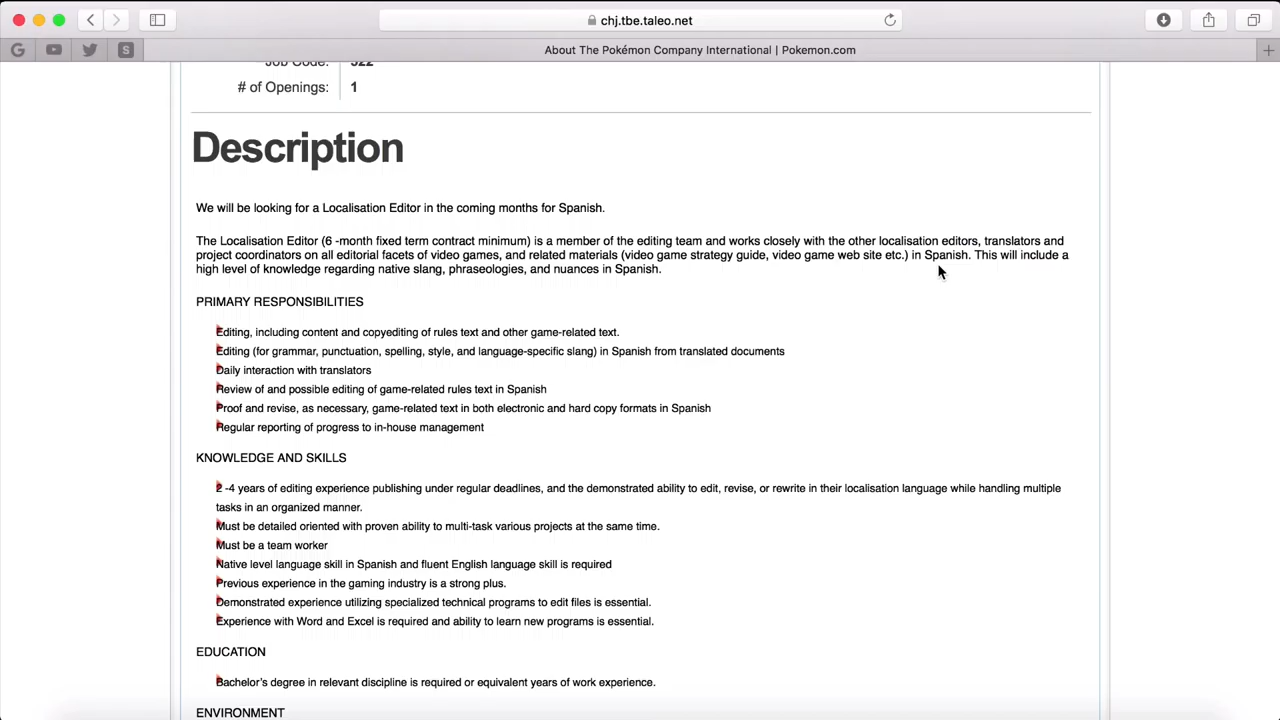 chj.tbe.taleo.net
G
S
About The Pokémon Company International | Pokemon.com
Job Code: 922
# of Openings: 1
Description
We will be looking for a Localisation Editor in the coming months for Spanish.
The Localisation Editor (6 -month fixed term contract minimum) is a member of the editing team and works closely with the other localisation editors, translators and
project coordinators on all editorial facets of video games, and related materials (video game strategy guide, video game web site etc.) in Spanish. This will include a
high level of knowledge regarding native slang, phraseologies, and nuances in Spanish.
PRIMARY RESPONSIBILITIES
Editing, including content and copyediting of rules text and other game-related text.
Editing (for grammar, punctuation, spelling, style, and language-specific slang) in Spanish from translated documents
Daily interaction with translators
Review of and possible editing of game-related rules text in Spanish
Proof and revise, as necessary, game-related text in both electronic and hard copy formats in Spanish
Regular reporting of progress to in-house management
KNOWLEDGE AND SKILLS
2 -4 years of editing experience publishing under regular deadlines, and the demonstrated ability to edit, revise, or rewrite in their localisation language while handling multiple
tasks in an organized manner.
Must be detailed oriented with proven ability to multi-task various projects at the same time.
Must be a team worker
Native level language skill in Spanish and fluent English language skill is required
Previous experience in the gaming industry is a strong plus.
Demonstrated experience utilizing specialized technical programs to edit files is essential.
Experience with Word and Excel is required and ability to learn new programs is essential.
EDUCATION
Bachelor's degree in relevant discipline is required or equivalent years of work experience.
ENVIRONMENT